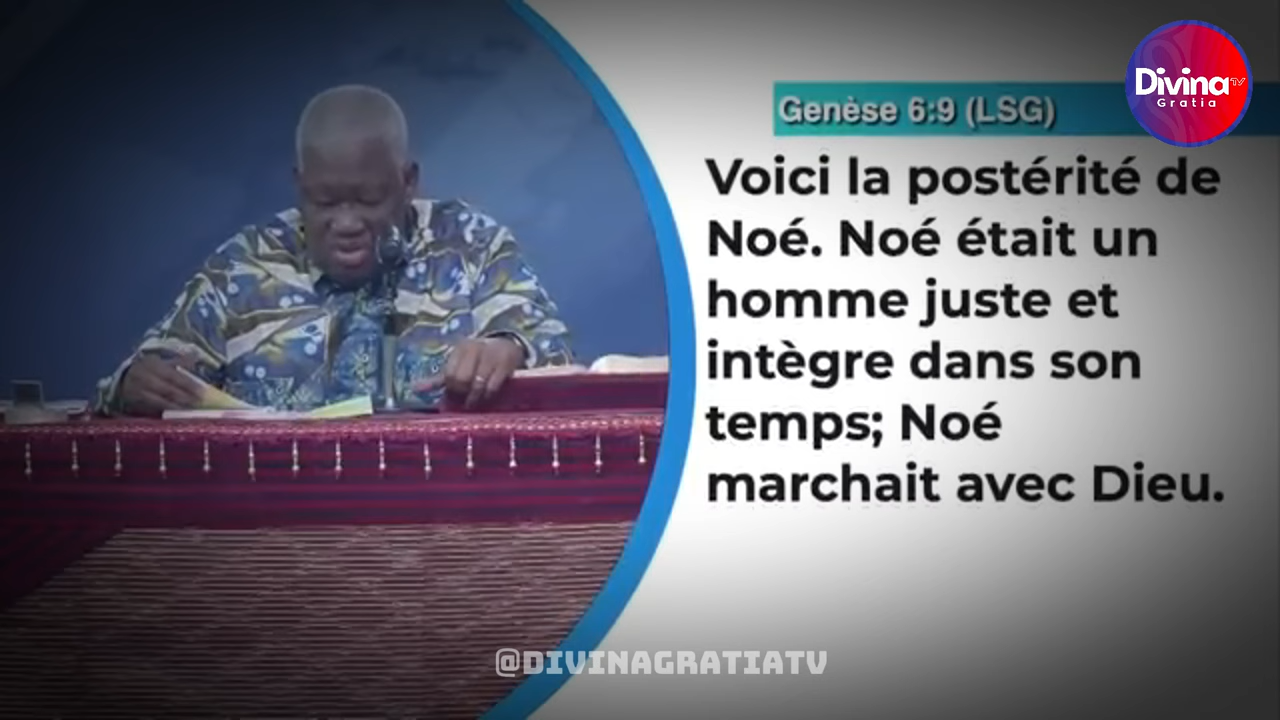 Divina TV
Gratia
Genèse 6:9 (LSG)
Voici la postérité de
Noé. Noé était un
homme juste et
intègre dans son
temps; Noé
marchait avec Dieu.
@DIVINAGRATIATV